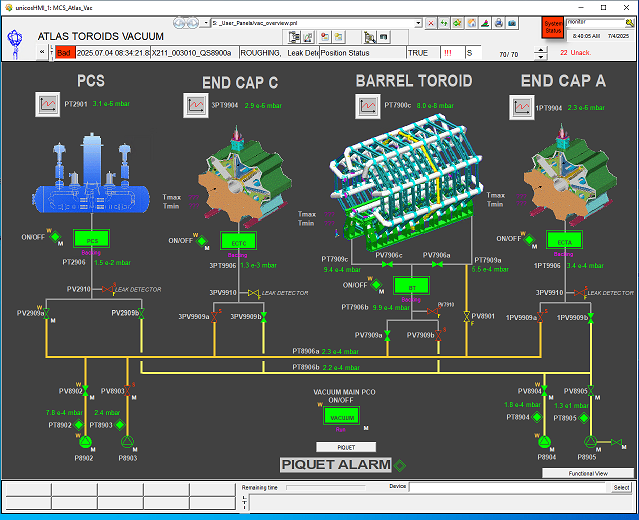 unicosHMI_1: MCS_Atlas_Vac
S: _User_Panels/vac_overview.pnl
System Status
monitor
8:40:05 AM 7/4/2025
ATLAS TOROIDS VACUUM
« L T I Bad 2025.07.04 08:34:21.8 X211_003010_QS8900a ROUGHING, Leak Dete Position Status TRUE !!! S 70/ 70
22 Unack.
PCS END CAP C BARREL TOROID END CAP A
PT2901 3.1 e-6 mbar
3PT9904 2.9 e-6 mbar
PT7900c 8.0 e-8 mbar
1PT9904 2.3 e-6 mbar
Tmax
Tmin
Tmax
Tmin
Tmax
Tmin
ON/OFF W M PCS
Backing
PT2906 1.5 e-2 mbar
ON/OFF W M ECTC
Backing
3PT9906 1.3 e-3 mbar
PT7909c PV7906c PV7906a PT7909a
9.4 e-4 mbar 5.5 e-4 mbar
ON/OFF W M BT
Backing
PT7906b 9.9 e-4 mbar
ON/OFF W M ECTA
Backing
1PT9906 3.4 e-4 mbar
PV2910 F LEAK DETECTOR
3PV9910 F LEAK DETECTOR
PV7910 F
1PV9910 F LEAK DETECTOR
PV2909a W M
PV2909b W M
3PV9909a
3PV9909b
PV8901 F
1PV9909a
1PV9909b
PV7909a
PV7909b
PT8906a 2.3 e-4 mbar
PT8906b 2.2 e-4 mbar
PV8902 W M
PV8903 M
VACUUM MAIN PCO
ON/OFF
PV8904 W M
PV8905 M
7.8 e-4 mbar
2.4 mbar
W VACUUM
Run M
1.8 e-4 mbar
1.3 e1 mbar
PT8902
PT8903
PT8904
PT8905
P8902 M
P8903 M
P8904 M
P8905 M
M
PIQUET
PIQUET ALARM
Functional View
Remaining time
Device
Select
L T I